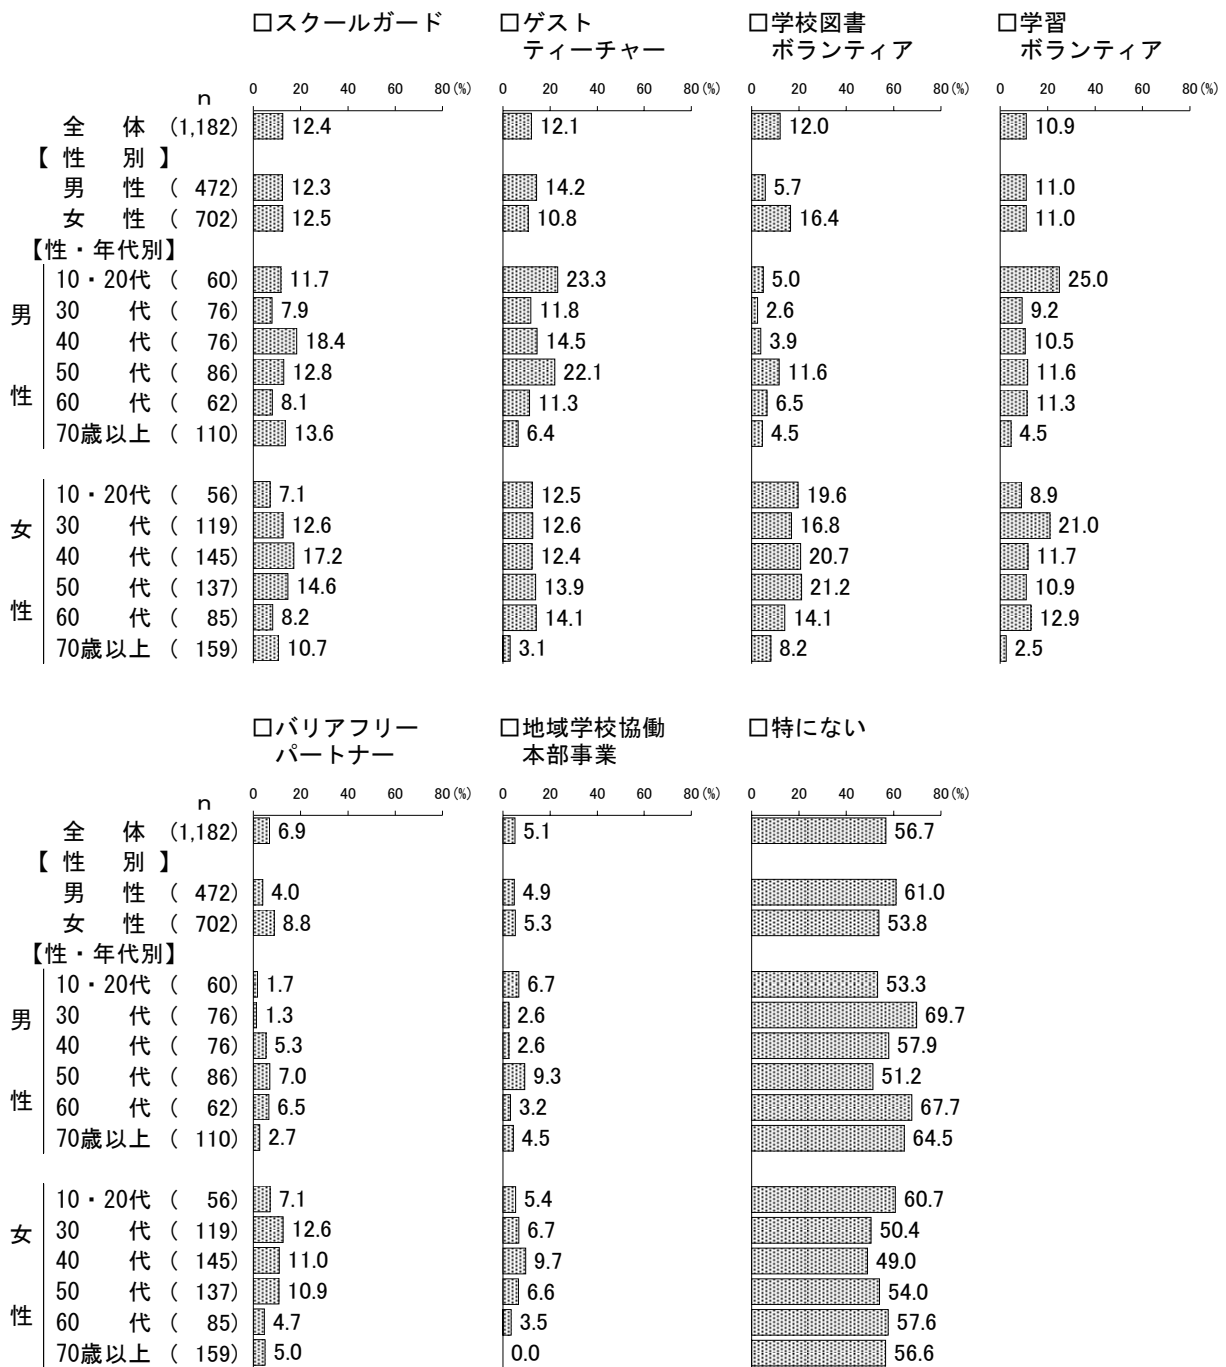 □スクールガード □ゲスト □学校図書 □学習
ティーチャー ボランティア ボランティア
n 0 20 40 60 80(%) 0 20 40 60 80(%) 0 20 40 60 80(%) 0 20 40 60 80(%)
全 体 (1,182) 12.4 12.1 12.0 10.9
【 性 別 】
男 性 ( 472) 12.3 14.2 5.7 11.0
女 性 ( 702) 12.5 10.8 16.4 11.0
【性・年代別】
男性
10・20代 ( 60) 11.7 23.3 5.0 25.0
30 代 ( 76) 7.9 11.8 2.6 9.2
40 代 ( 76) 18.4 14.5 3.9 10.5
50 代 ( 86) 12.8 22.1 11.6 11.6
60 代 ( 62) 8.1 11.3 6.5 11.3
70歳以上 ( 110) 13.6 6.4 4.5 4.5
女性
10・20代 ( 56) 7.1 12.5 19.6 8.9
30 代 ( 119) 12.6 12.6 16.8 21.0
40 代 ( 145) 17.2 12.4 20.7 11.7
50 代 ( 137) 14.6 13.9 21.2 10.9
60 代 ( 85) 8.2 14.1 14.1 12.9
70歳以上 ( 159) 10.7 3.1 8.2 2.5
□バリアフリー □地域学校協働 □特にない
パートナー 本部事業
n 0 20 40 60 80(%) 0 20 40 60 80(%) 0 20 40 60 80(%)
全 体 (1,182) 6.9 5.1 56.7
【 性 別 】
男 性 ( 472) 4.0 4.9 61.0
女 性 ( 702) 8.8 5.3 53.8
【性・年代別】
男性
10・20代 ( 60) 1.7 6.7 53.3
30 代 ( 76) 1.3 2.6 69.7
40 代 ( 76) 5.3 2.6 57.9
50 代 ( 86) 7.0 9.3 51.2
60 代 ( 62) 6.5 3.2 67.7
70歳以上 ( 110) 2.7 4.5 64.5
女性
10・20代 ( 56) 7.1 5.4 60.7
30 代 ( 119) 12.6 6.7 50.4
40 代 ( 145) 11.0 9.7 49.0
50 代 ( 137) 10.9 6.6 54.0
60 代 ( 85) 4.7 3.5 57.6
70歳以上 ( 159) 5.0 0.0 56.6